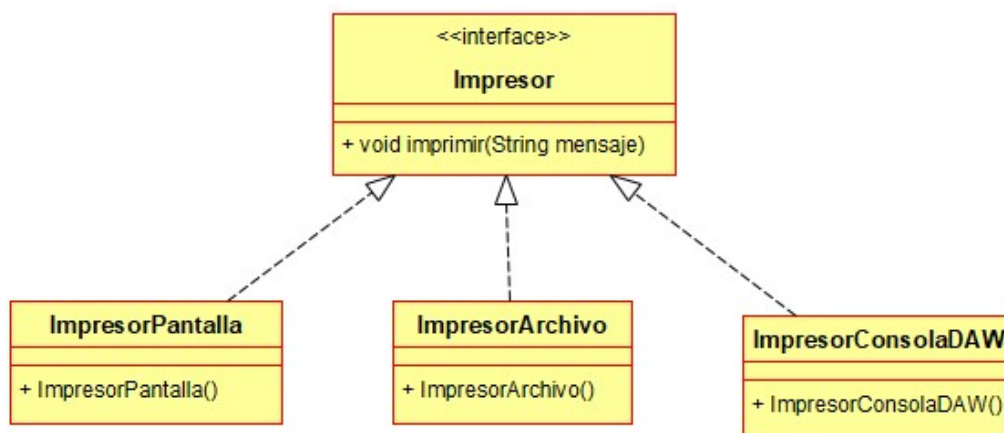 <<interface>>
Impresor
+ void imprimir(String mensaje)
ImpresorPantalla
+ ImpresorPantalla()
ImpresorArchivo
+ ImpresorArchivo()
ImpresorConsolaDAW
+ ImpresorConsolaDAW()